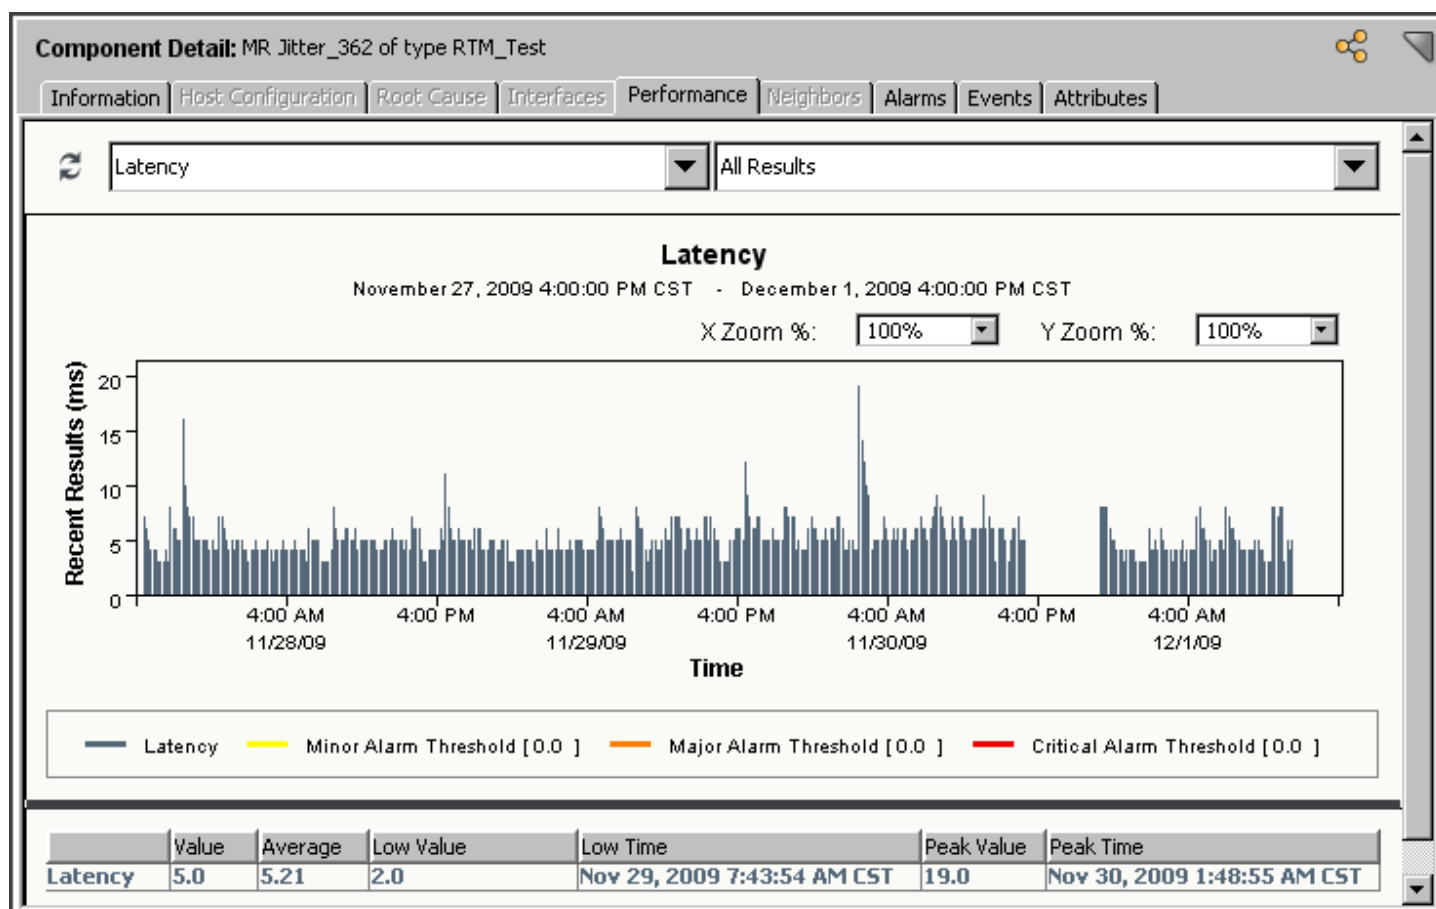 Component Detail: MR Jitter_362 of type RTM_Test
Information Host Configuration Root Cause Interfaces Performance Neighbors Alarms Events Attributes
Latency All Results
Latency
November 27, 2009 4:00:00 PM CST - December 1, 2009 4:00:00 PM CST
X Zoom %: 100% Y Zoom %: 100%
Recent Results (ms)
20
15
10
5
0
4:00 AM 4:00 PM 4:00 AM 4:00 PM 4:00 AM 4:00 PM 4:00 AM
11/28/09 11/29/09 11/30/09 12/1/09
Time
Latency Minor Alarm Threshold [ 0.0 ] Major Alarm Threshold [ 0.0 ] Critical Alarm Threshold [ 0.0 ]
Value Average Low Value Low Time Peak Value Peak Time
Latency 5.0 5.21 2.0 Nov 29, 2009 7:43:54 AM CST 19.0 Nov 30, 2009 1:48:55 AM CST